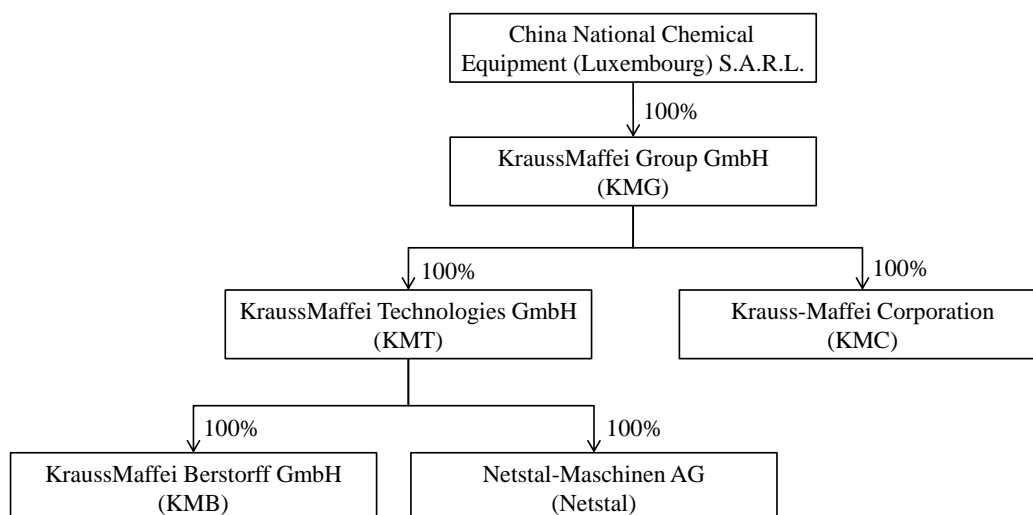 China National Chemical
Equipment (Luxembourg) S.A.R.L.
100%
KraussMaffei Group GmbH
(KMG)
100%
100%
KraussMaffei Technologies GmbH
(KMT)
Krauss-Maffei Corporation
(KMC)
100%
100%
KraussMaffei Berstorff GmbH
(KMB)
Netstal-Maschinen AG
(Netstal)